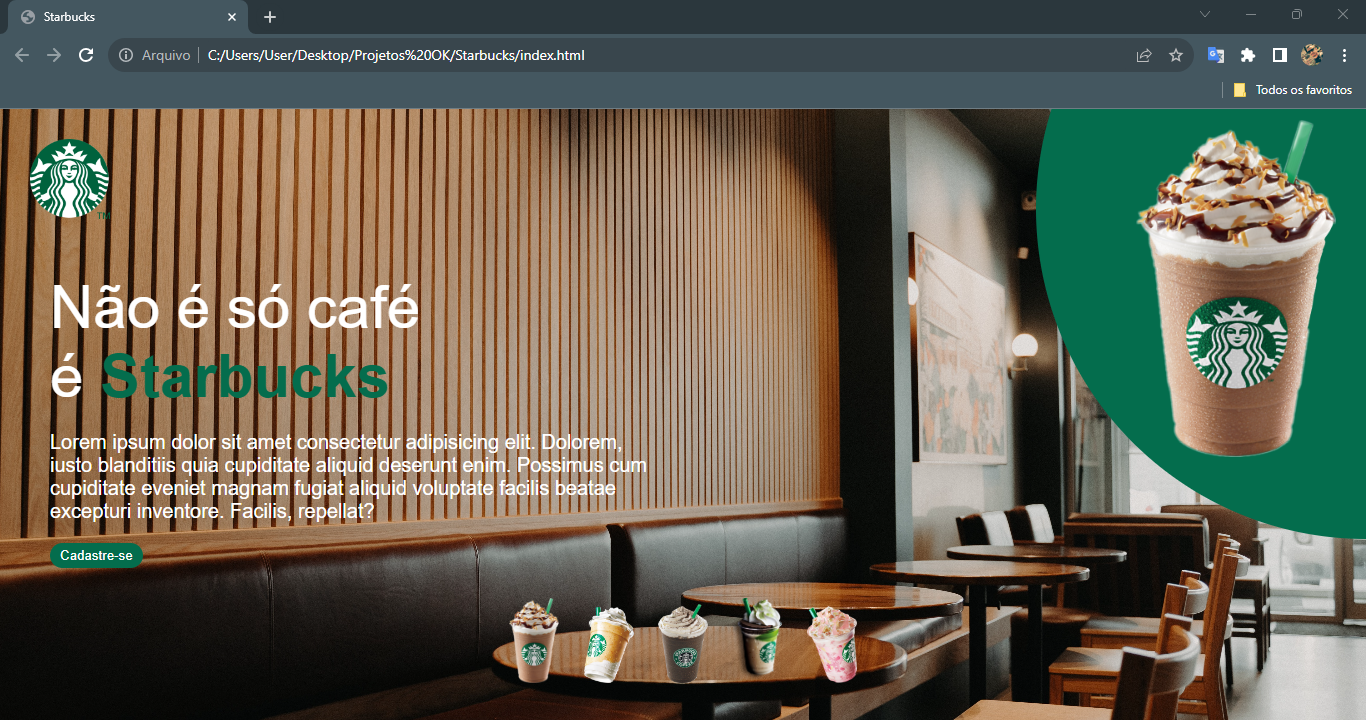 Starbucks
Arquivo
C:/Users/User/Desktop/Projetos%20OK/Starbucks/index.html
Todos os favoritos
TM
Não é só café
é Starbucks
Lorem ipsum dolor sit amet consectetur adipisicing elit. Dolorem,
iusto blanditiis quia cupiditate aliquid deserunt enim. Possimus cum
cupiditate eveniet magnam fugiat aliquid voluptate facilis beatae
excepturi inventore. Facilis, repellat?
Cadastre-se